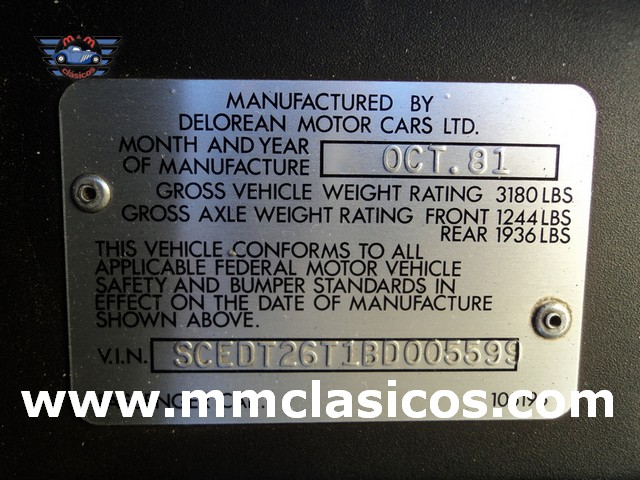 M & M
clásicos
MANUFACTURED BY
DELOREAN MOTOR CARS LTD.
MONTH AND YEAR
OF MANUFACTURE OCT.81
GROSS VEHICLE WEIGHT RATING 3180 LBS
GROSS AXLE WEIGHT RATING FRONT 1244 LBS
REAR 1936 LBS
THIS VEHICLE CONFORMS TO ALL
APPLICABLE FEDERAL MOTOR VEHICLE
SAFETY AND BUMPER STANDARDS IN
EFFECT ON THE DATE OF MANUFACTURE
SHOWN ABOVE.
V.I.N. SCEDT26T1BD005599
www.mmclasicos.com